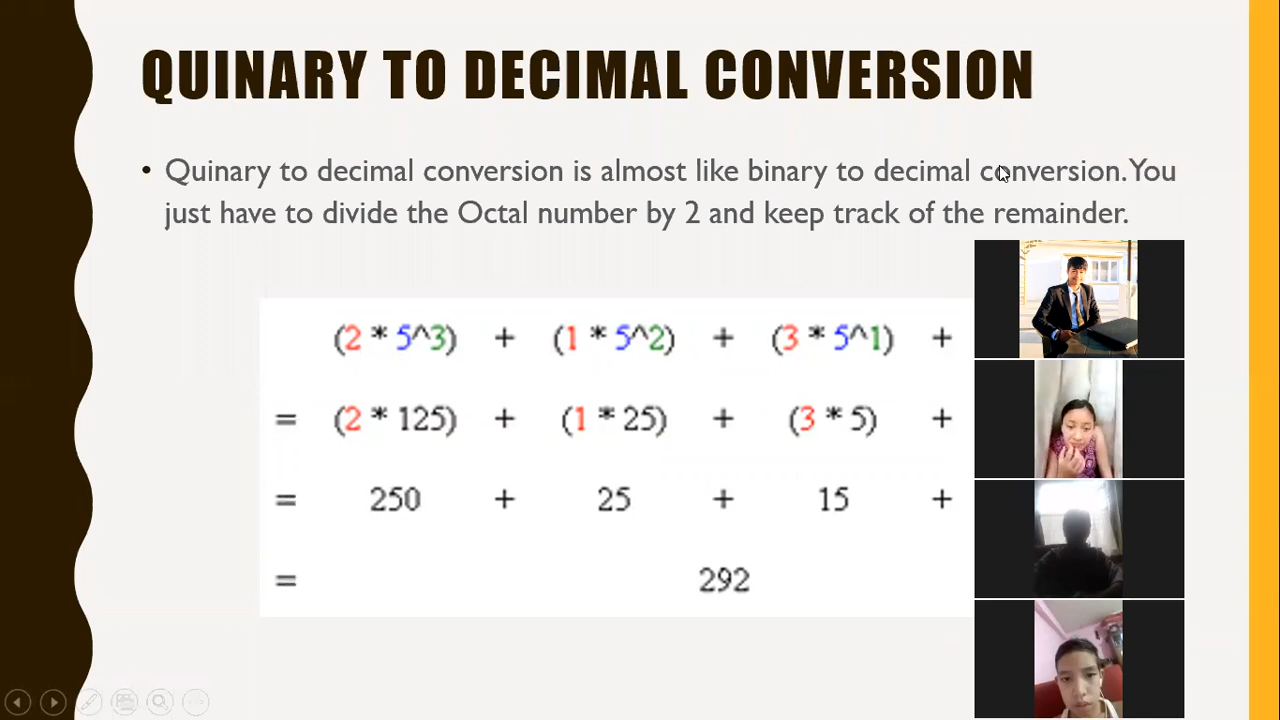 QUINARY TO DECIMAL CONVERSION
• Quinary to decimal conversion is almost like binary to decimal conversion. You
just have to divide the Octal number by 2 and keep track of the remainder.
(2 * 5^3) + (1 * 5^2) + (3 * 5^1) +
= (2 * 125) + (1 * 25) + (3 * 5) +
= 250 + 25 + 15 +
= 292